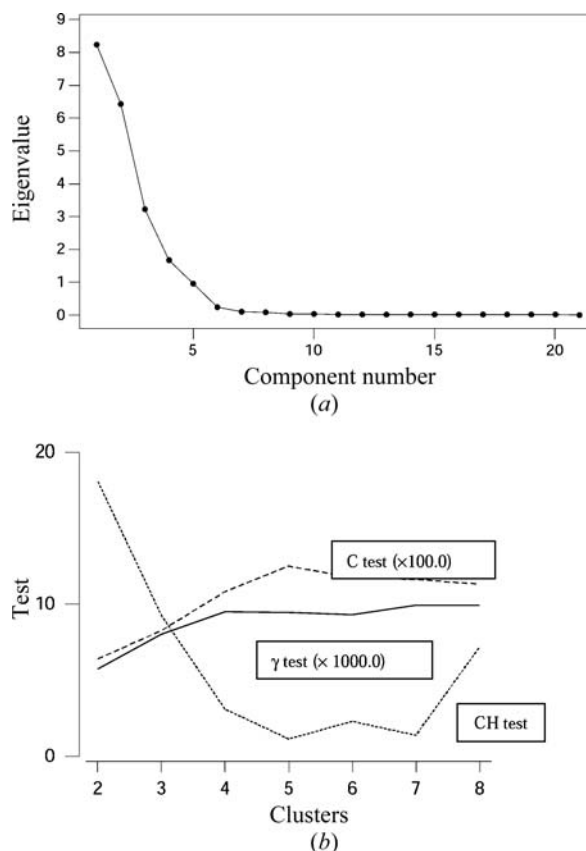 9
8
7
6
5
4
3
2
1
0
Eigenvalue
5 10 15 20
Component number
(a)
20
10
0
Test
C test (×100.0)
γ test (× 1000.0)
CH test
2 3 4 5 6 7 8
Clusters
(b)